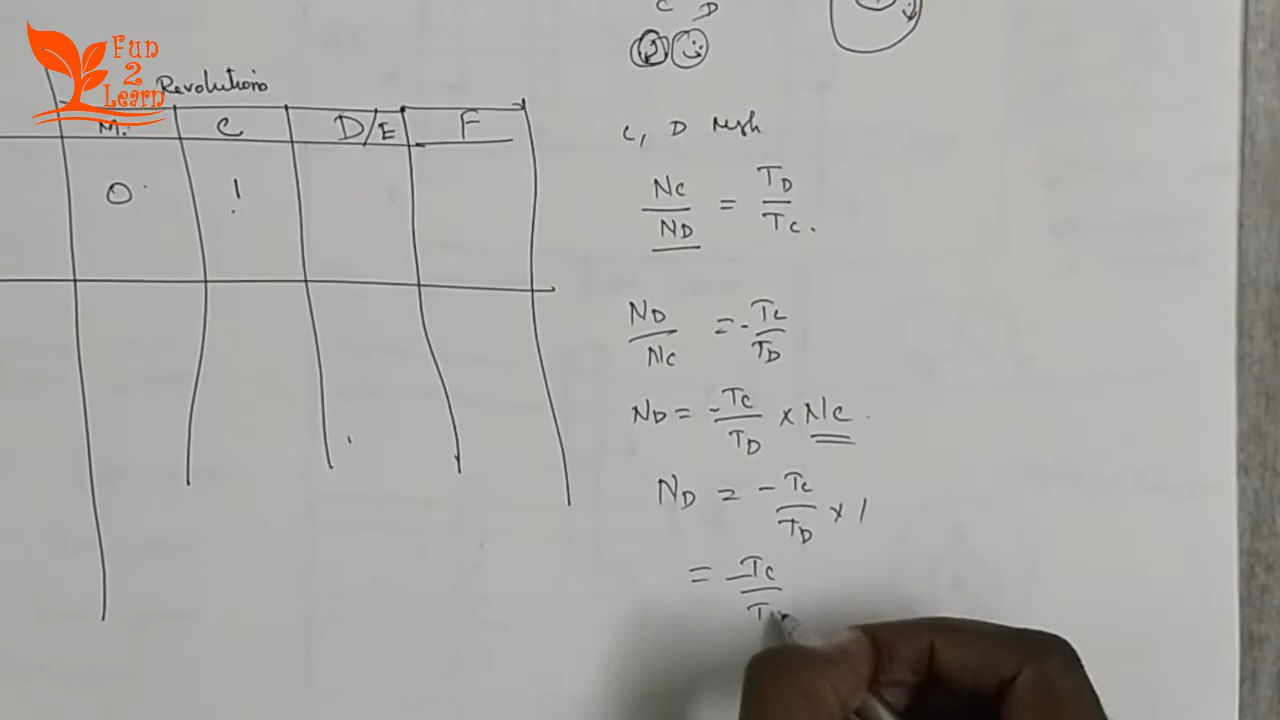 C D
Fun
2
Learn
Revolutions
M. C D/E F
0 1
C, D mesh
NC / ND = TD / TC.
ND / NC = - TC / TD
ND = - TC / TD × NC
ND = - TC / TD × 1
= - TC / T